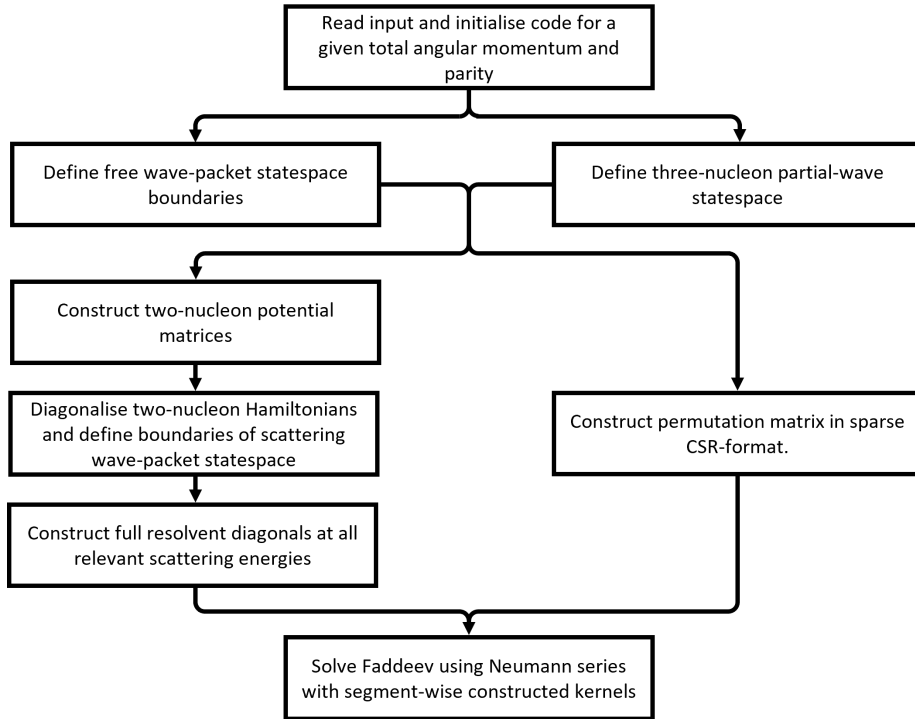 Read input and initialise code for a
given total angular momentum and
parity
Define free wave-packet statespace
boundaries
Define three-nucleon partial-wave
statespace
Construct two-nucleon potential
matrices
Diagonalise two-nucleon Hamiltonians
and define boundaries of scattering
wave-packet statespace
Construct permutation matrix in sparse
CSR-format.
Construct full resolvent diagonals at all
relevant scattering energies
Solve Faddeev using Neumann series
with segment-wise constructed kernels